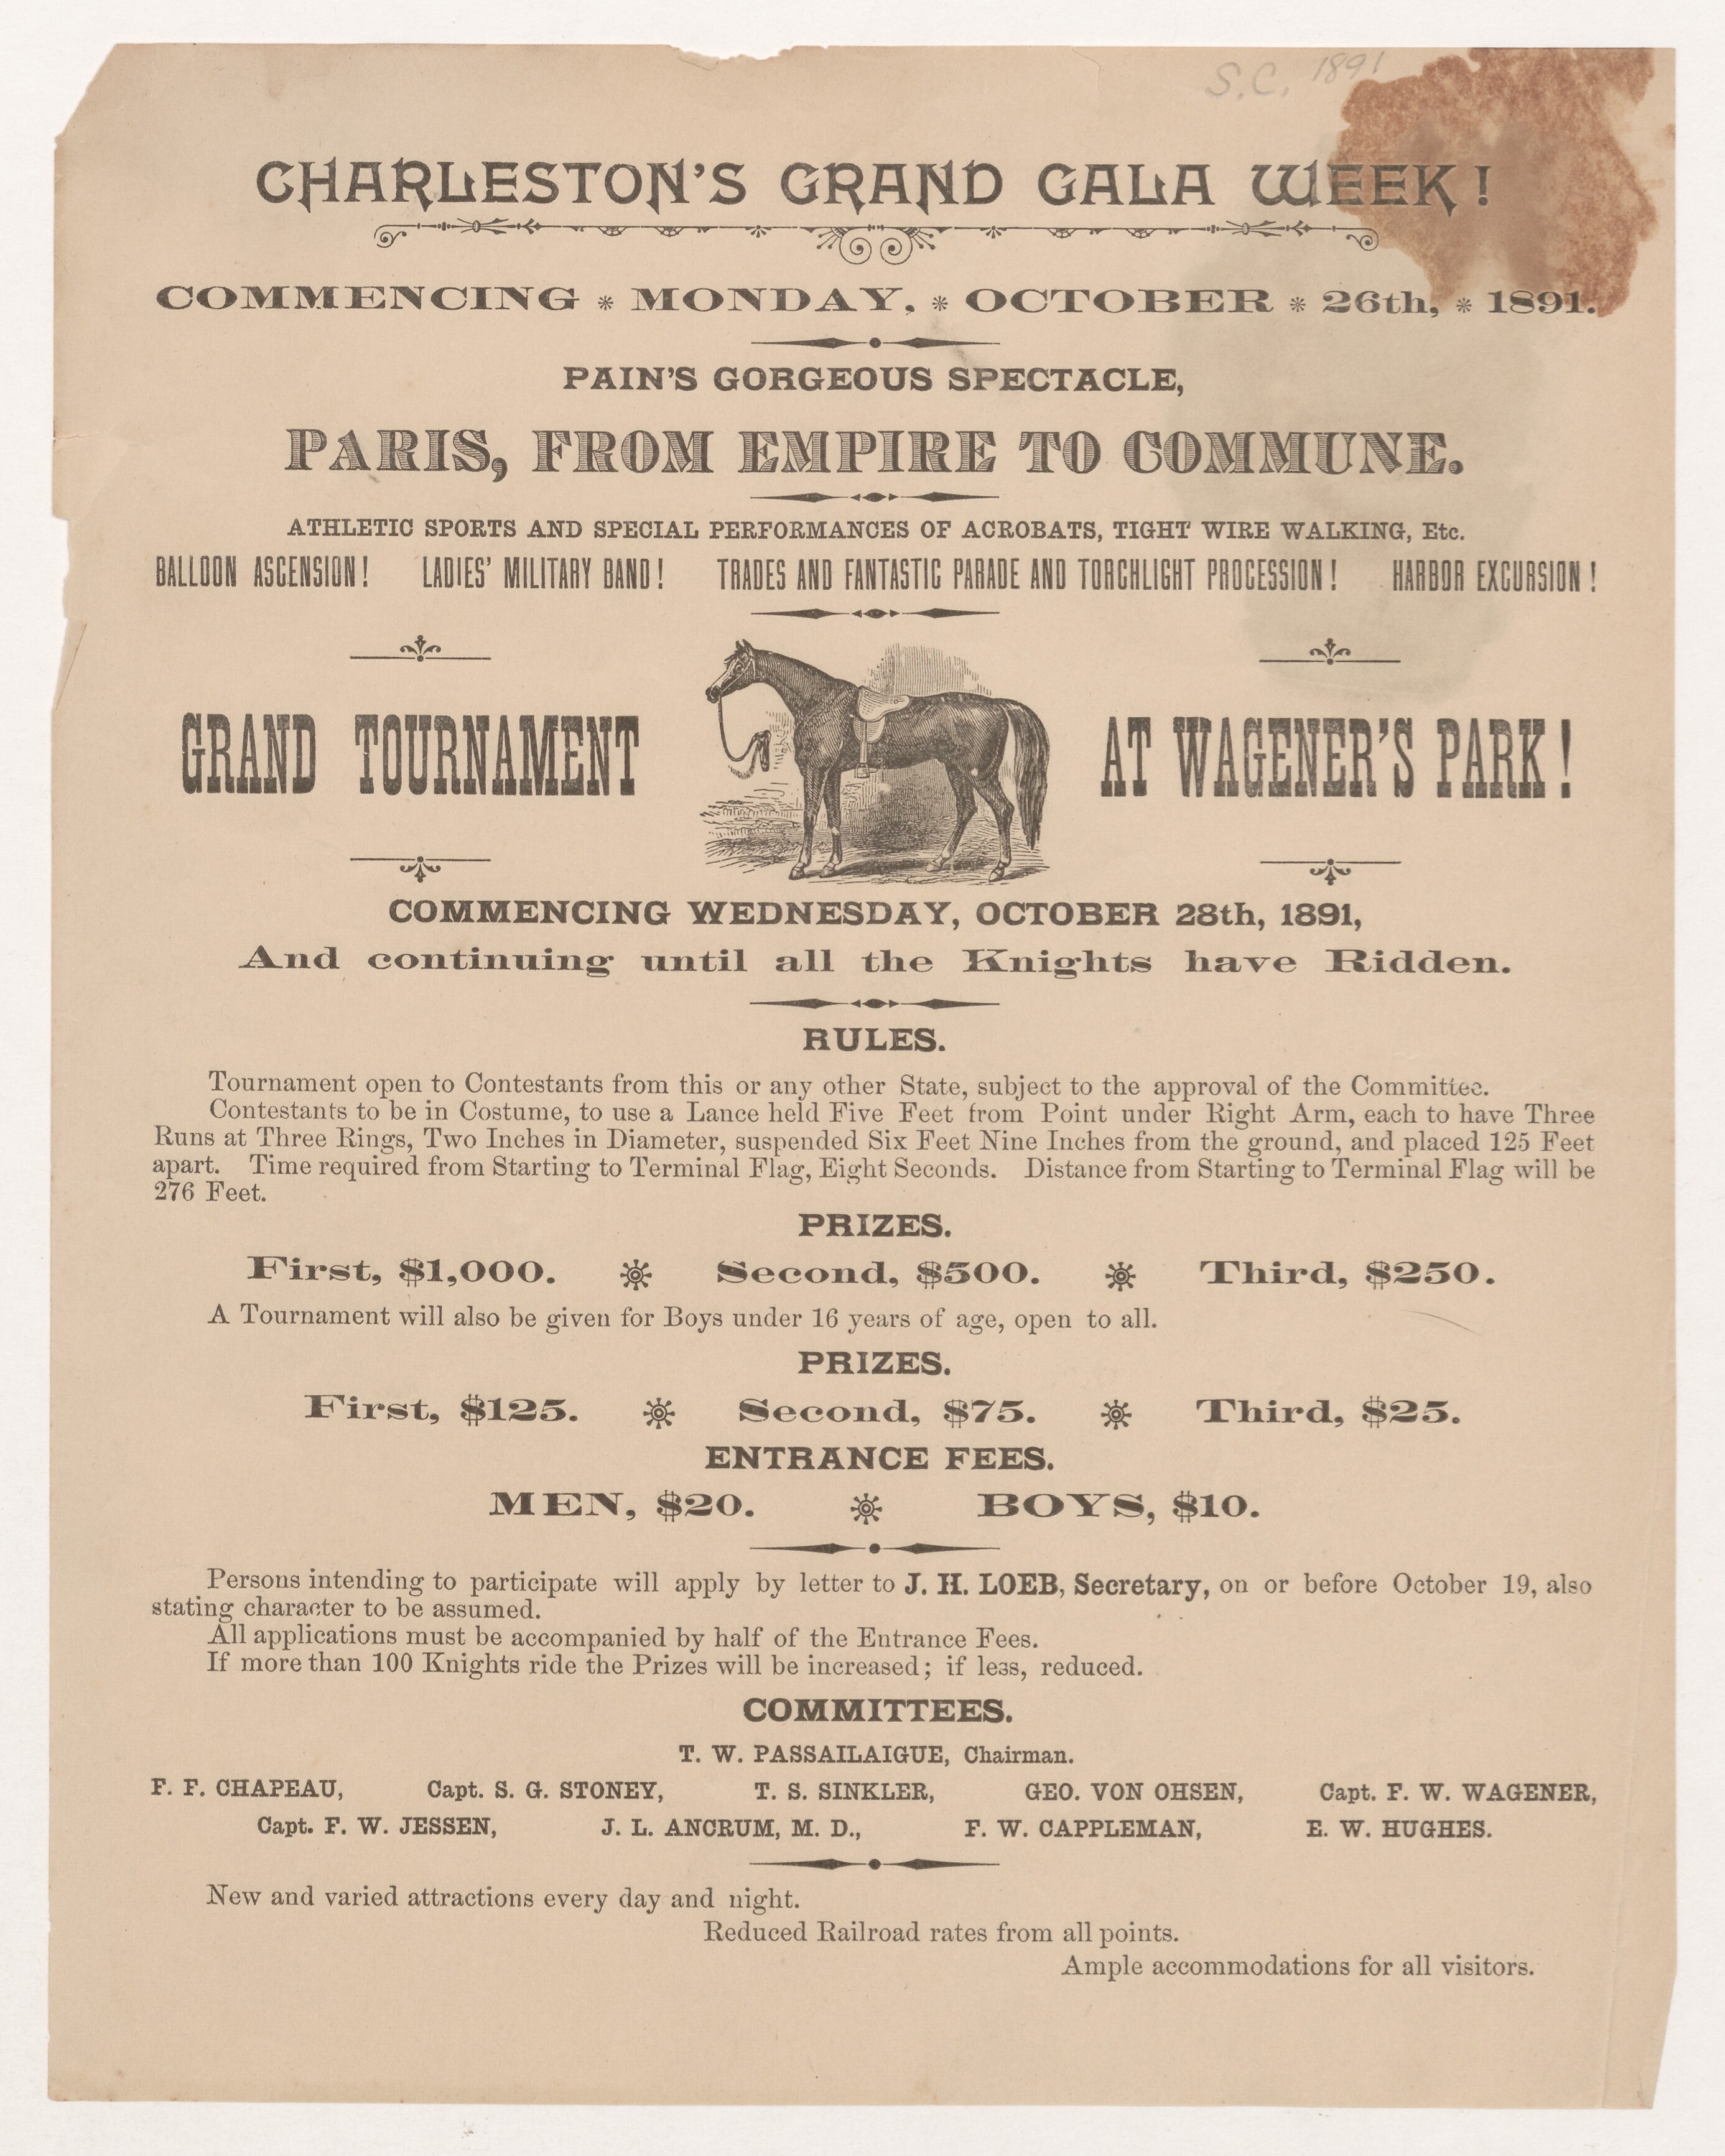 S.C. 1891
CHARLESTON'S GRAND GALA WEEK!
COMMENCING * MONDAY, * OCTOBER * 26th, * 1891.
PAIN'S GORGEOUS SPECTACLE,
PARIS, FROM EMPIRE TO COMMUNE.
ATHLETIC SPORTS AND SPECIAL PERFORMANCES OF ACROBATS, TIGHT WIRE WALKING, Etc.
BALLOON ASCENSION! LADIES' MILITARY BAND! TRADES AND FANTASTIC PARADE AND TORCHLIGHT PROCESSION! HARBOR EXCURSION!
GRAND TOURNAMENT AT WAGENER'S PARK!
COMMENCING WEDNESDAY, OCTOBER 28th, 1891,
And continuing until all the Knights have Ridden.
RULES.
Tournament open to Contestants from this or any other State, subject to the approval of the Committee.
Contestants to be in Costume, to use a Lance held Five Feet from Point under Right Arm, each to have Three
Runs at Three Rings, Two Inches in Diameter, suspended Six Feet Nine Inches from the ground, and placed 125 Feet
apart. Time required from Starting to Terminal Flag, Eight Seconds. Distance from Starting to Terminal Flag will be
276 Feet.
PRIZES.
First, $1,000. Second, $500. Third, $250.
A Tournament will also be given for Boys under 16 years of age, open to all.
PRIZES.
First, $125. Second, $75. Third, $25.
ENTRANCE FEES.
MEN, $20. BOYS, $10.
Persons intending to participate will apply by letter to J. H. LOEB, Secretary, on or before October 19, also
stating character to be assumed.
All applications must be accompanied by half of the Entrance Fees.
If more than 100 Knights ride the Prizes will be increased; if less, reduced.
COMMITTEES.
T. W. PASSAILAIGUE, Chairman.
F. F. CHAPEAU, Capt. S. G. STONEY, T. S. SINKLER, GEO. VON OHSEN, Capt. F. W. WAGENER,
Capt. F. W. JESSEN, J. L. ANCRUM, M. D., F. W. CAPPLEMAN, E. W. HUGHES.
New and varied attractions every day and night.
Reduced Railroad rates from all points.
Ample accommodations for all visitors.